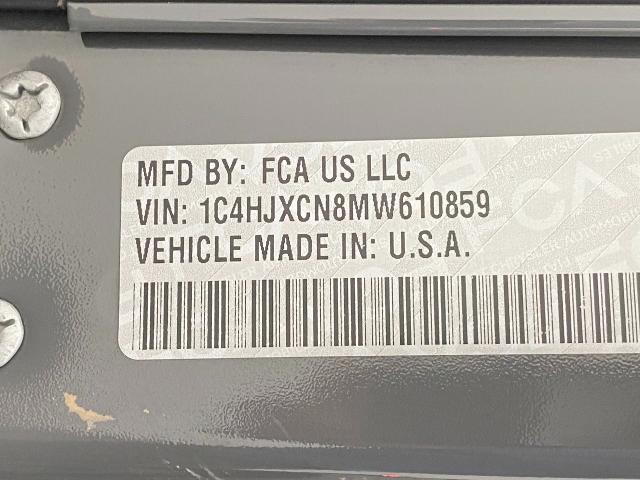 MFD BY: FCA US LLC
VIN: 1C4HJXCN8MW610859
VEHICLE MADE IN: U.S.A.